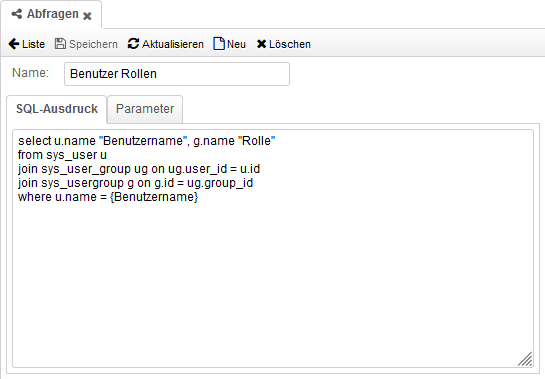 Abfragen
Liste Speichern Aktualisieren Neu Löschen
Name: Benutzer Rollen
SQL-Ausdruck Parameter
select u.name "Benutzername", g.name "Rolle"
from sys_user u
join sys_user_group ug on ug.user_id = u.id
join sys_usergroup g on g.id = ug.group_id
where u.name = {Benutzername}